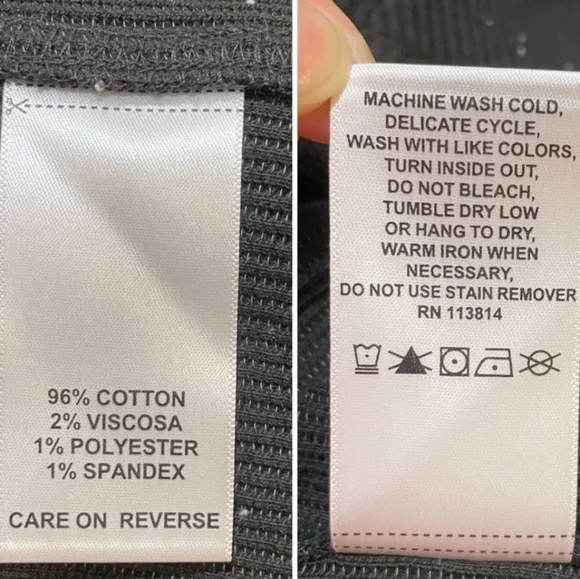 96% COTTON
2% VISCOSA
1% POLYESTER
1% SPANDEX
CARE ON REVERSE
MACHINE WASH COLD,
DELICATE CYCLE,
WASH WITH LIKE COLORS,
TURN INSIDE OUT,
DO NOT BLEACH,
TUMBLE DRY LOW
OR HANG TO DRY,
WARM IRON WHEN
NECESSARY,
DO NOT USE STAIN REMOVER
RN 113814